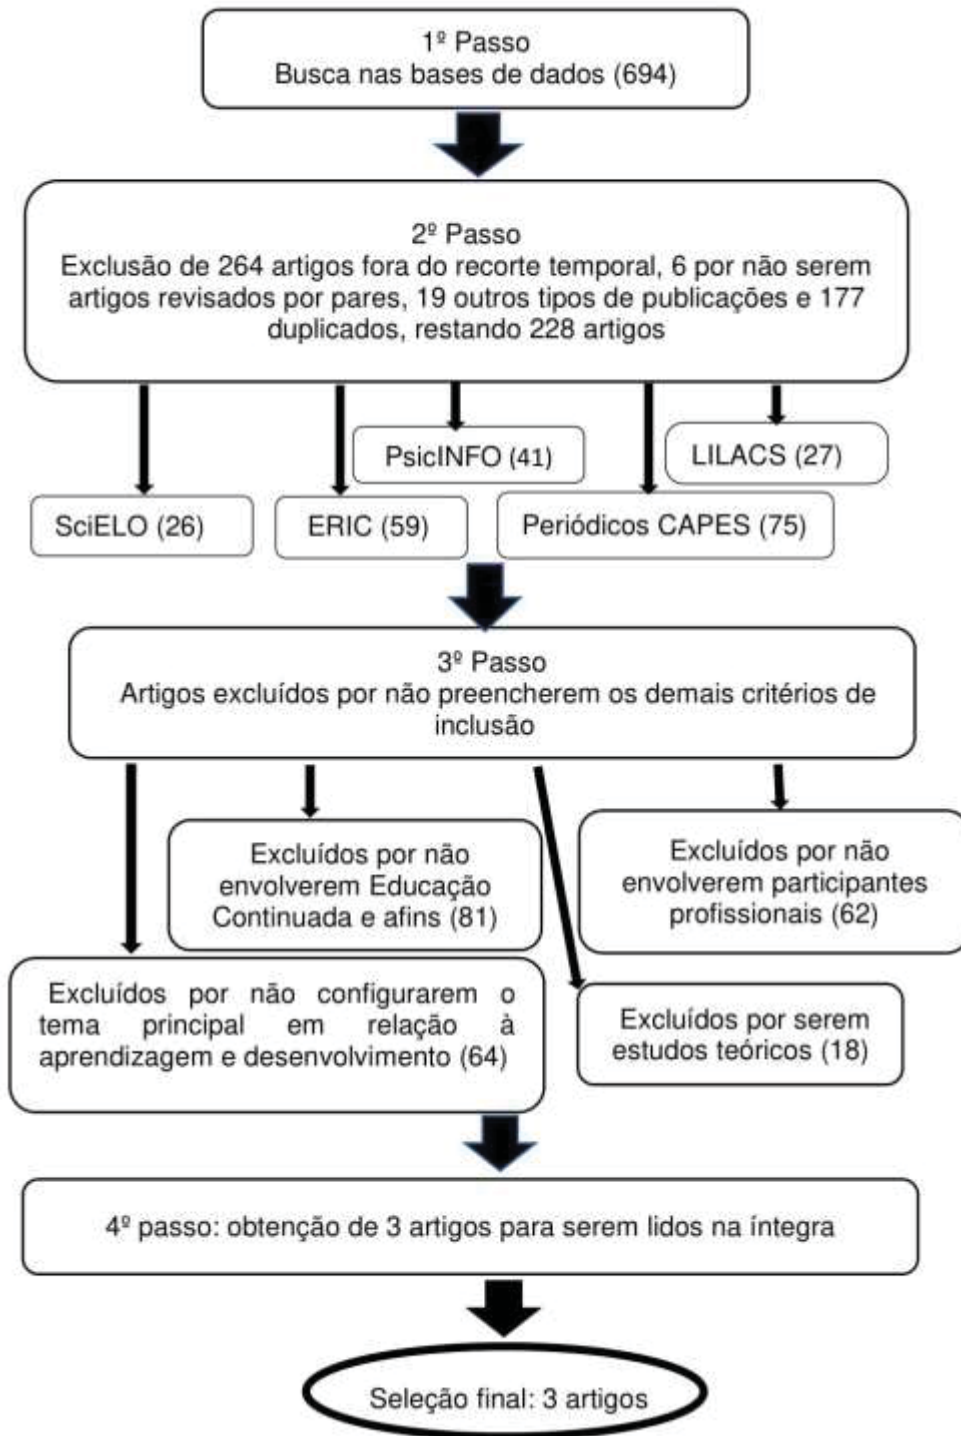 1º Passo
Busca nas bases de dados (694)
2º Passo
Exclusão de 264 artigos fora do recorte temporal, 6 por não serem
artigos revisados por pares, 19 outros tipos de publicações e 177
duplicados, restando 228 artigos
PsicINFO (41)
LILACS (27)
SciELO (26)
ERIC (59)
Periódicos CAPES (75)
3º Passo
Artigos excluídos por não preencherem os demais critérios de
inclusão
Excluídos por não
envolverem Educação
Continuada e afins (81)
Excluídos por não
envolverem participantes
profissionais (62)
Excluídos por não configurarem o
tema principal em relação à
aprendizagem e desenvolvimento (64)
Excluídos por serem
estudos teóricos (18)
4º passo: obtenção de 3 artigos para serem lidos na íntegra
Seleção final: 3 artigos